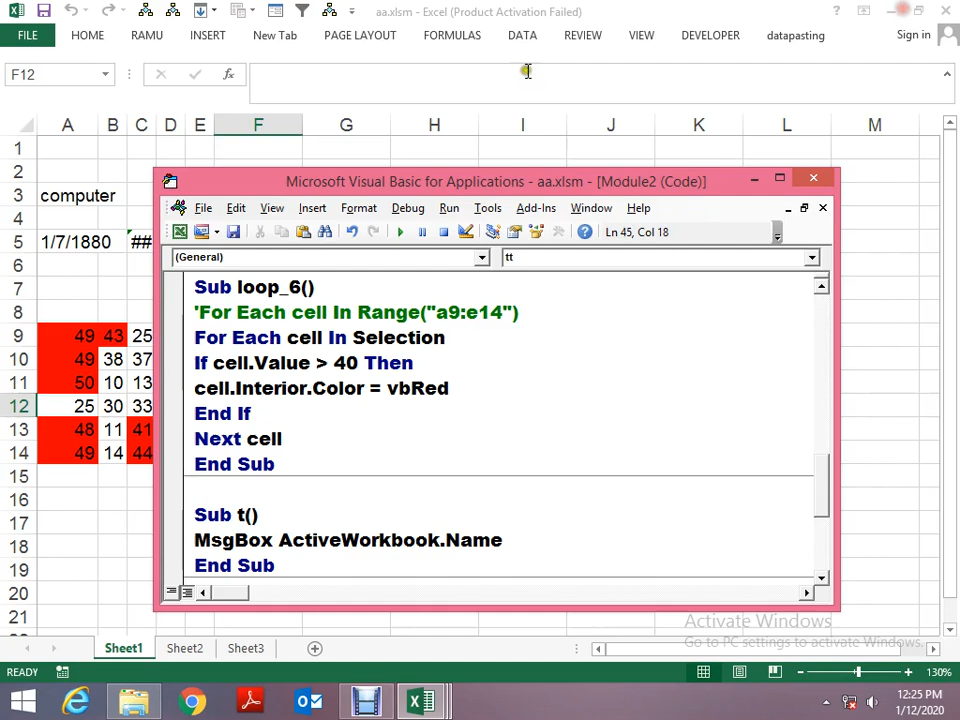 aa.xlsm - Excel (Product Activation Failed)
FILE HOME RAMU INSERT New Tab PAGE LAYOUT FORMULAS DATA REVIEW VIEW DEVELOPER datapasting Sign in
F12 fx
A B C D E F G H I J K L M
1
2
3 computer
4
5 1/7/1880 ##
6
7
8
9 49 43 25
10 49 38 37
11 50 10 13
12 25 30 33
13 48 11 41
14 49 14 44
15
16
17
18
19
20
21
Microsoft Visual Basic for Applications - aa.xlsm - [Module2 (Code)]
File Edit View Insert Format Debug Run Tools Add-Ins Window Help
Ln 45, Col 18
(General) tt
Sub loop_6()
'For Each cell In Range("a9:e14")
For Each cell In Selection
If cell.Value > 40 Then
cell.Interior.Color = vbRed
End If
Next cell
End Sub
Sub t()
MsgBox ActiveWorkbook.Name
End Sub
Activate Windows
Go to PC settings to activate Windows.
Sheet1 Sheet2 Sheet3
READY 130%
12:25 PM
1/12/2020